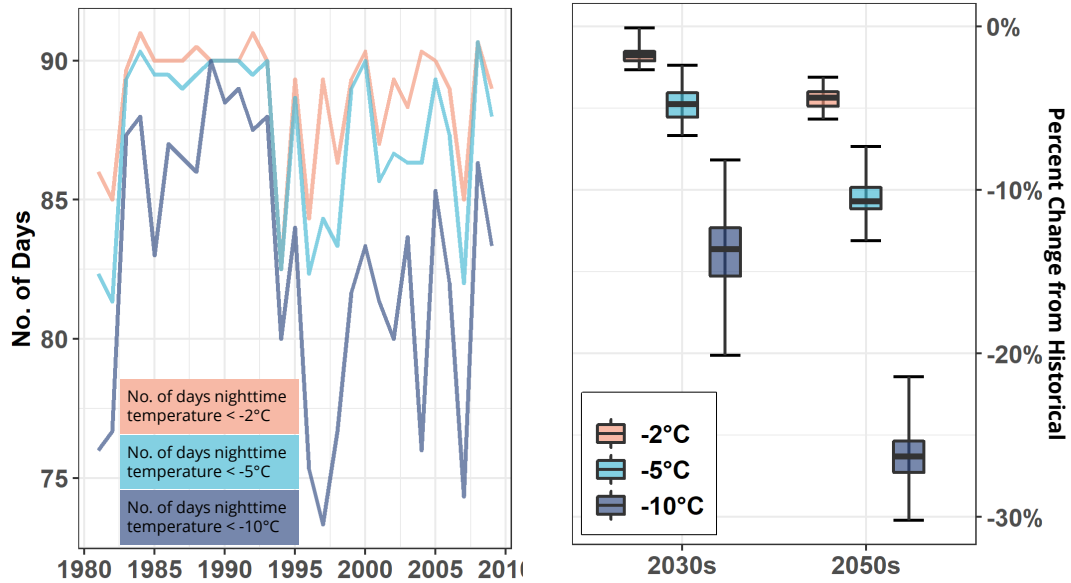 90
85
80
75
No. of Days
No. of days nighttime
temperature < -2°C
No. of days nighttime
temperature < -5°C
No. of days nighttime
temperature < -10°C
1980 1985 1990 1995 2000 2005
0%
-10%
-20%
-30%
Percent Change from Historical
-2°C
-5°C
-10°C
2030s 2050s